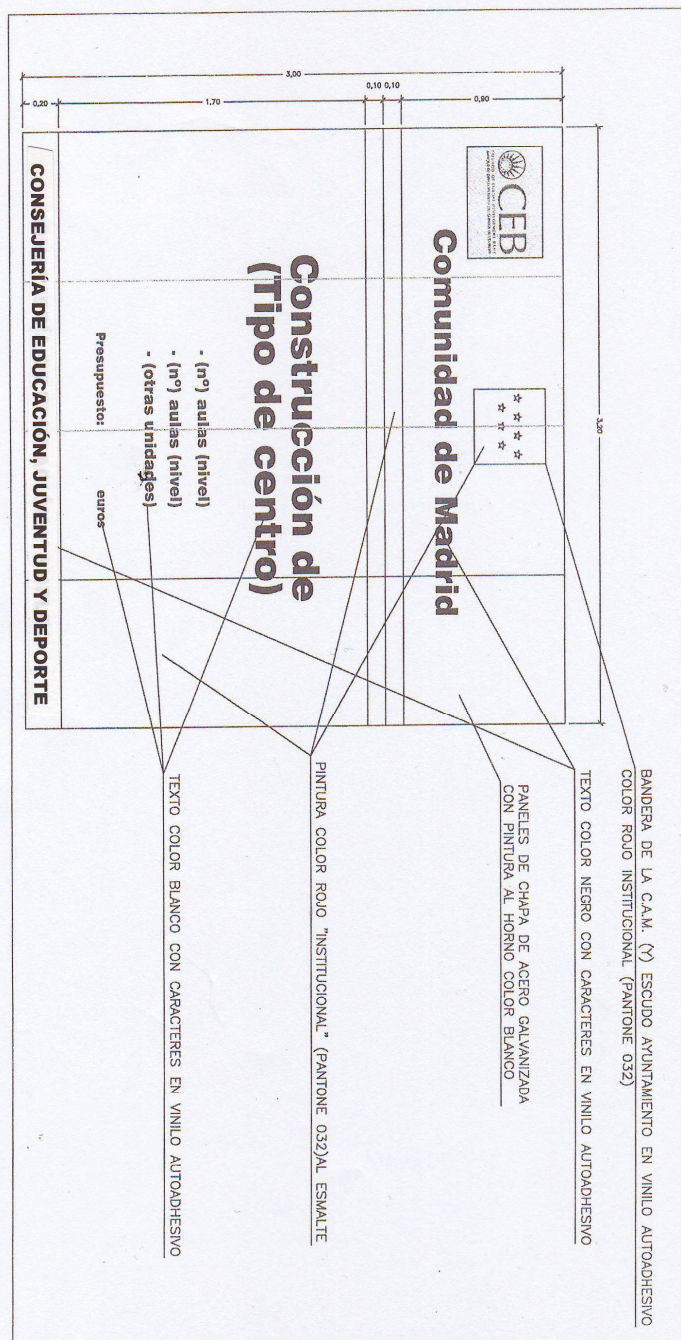 3,00
0,20
1,70
0,10
0,10
0,90
3,20
CEB
Comunidad de Madrid
Construcción de
(Tipo de centro)
- (nº) aulas (nivel)
- (nº) aulas (nivel)
- (otras unidades)
Presupuesto: euros
CONSEJERÍA DE EDUCACIÓN, JUVENTUD Y DEPORTE
BANDERA DE LA C.A.M. (Y) ESCUDO AYUNTAMIENTO EN VINILO AUTOADHESIVO
COLOR ROJO INSTITUCIONAL (PANTONE 032)
TEXTO COLOR NEGRO CON CARACTERES EN VINILO AUTOADHESIVO
PANELES DE CHAPA DE ACERO GALVANIZADA
CON PINTURA AL HORNO COLOR BLANCO
PINTURA COLOR ROJO "INSTITUCIONAL" (PANTONE 032)AL ESMALTE
TEXTO COLOR BLANCO CON CARACTERES EN VINILO AUTOADHESIVO